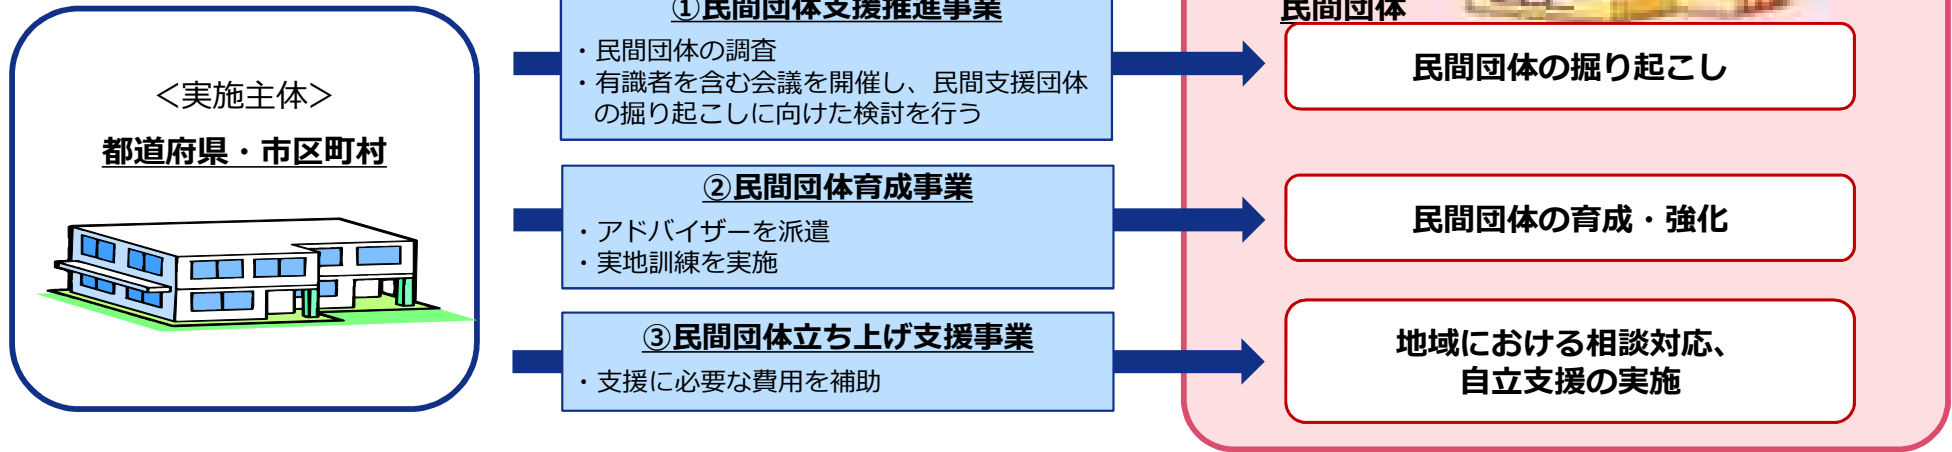 ＜実施主体＞
都道府県・市区町村
①民間団体支援推進事業
・民間団体の調査
・有識者を含む会議を開催し、民間支援団体
の掘り起こしに向けた検討を行う
②民間団体育成事業
・アドバイザーを派遣
・実地訓練を実施
③民間団体立ち上げ支援事業
・支援に必要な費用を補助
民間団体
民間団体の掘り起こし
民間団体の育成・強化
地域における相談対応、
自立支援の実施